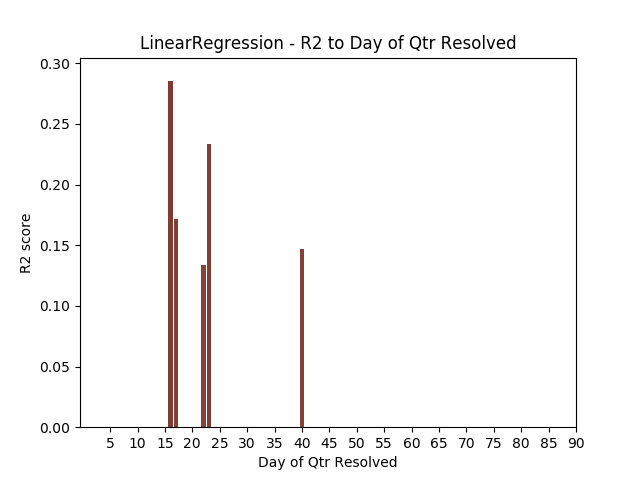 LinearRegression - R2 to Day of Qtr Resolved
0.30
0.25
0.20
0.15
0.10
0.05
0.00
R2 score
5 10 15 20 25 30 35 40 45 50 55 60 65 70 75 80 85 90
Day of Qtr Resolved